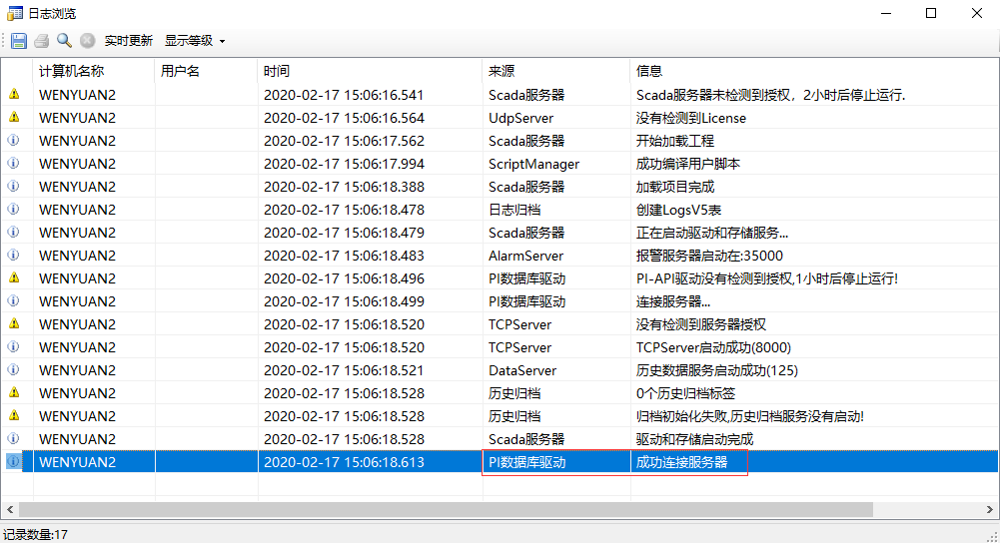 日志浏览
实时更新 显示等级
计算机名称 用户名 时间 来源 信息
WENYUAN2 2020-02-17 15:06:16.541 Scada服务器 Scada服务器未检测到授权，2小时后停止运行.
WENYUAN2 2020-02-17 15:06:16.564 UdpServer 没有检测到License
WENYUAN2 2020-02-17 15:06:17.562 Scada服务器 开始加载工程
WENYUAN2 2020-02-17 15:06:17.994 ScriptManager 成功编译用户脚本
WENYUAN2 2020-02-17 15:06:18.388 Scada服务器 加载项目完成
WENYUAN2 2020-02-17 15:06:18.478 日志归档 创建LogsV5表
WENYUAN2 2020-02-17 15:06:18.479 Scada服务器 正在启动驱动和存储服务...
WENYUAN2 2020-02-17 15:06:18.483 AlarmServer 报警服务器启动在:35000
WENYUAN2 2020-02-17 15:06:18.496 PI数据库驱动 PI-API驱动没有检测到授权,1小时后停止运行!
WENYUAN2 2020-02-17 15:06:18.499 PI数据库驱动 连接服务器...
WENYUAN2 2020-02-17 15:06:18.520 TCPServer 没有检测到服务器授权
WENYUAN2 2020-02-17 15:06:18.520 TCPServer TCPServer启动成功(8000)
WENYUAN2 2020-02-17 15:06:18.521 DataServer 历史数据服务启动成功(125)
WENYUAN2 2020-02-17 15:06:18.528 历史归档 0个历史归档标签
WENYUAN2 2020-02-17 15:06:18.528 历史归档 归档初始化失败,历史归档服务没有启动!
WENYUAN2 2020-02-17 15:06:18.528 Scada服务器 驱动和存储启动完成
WENYUAN2 2020-02-17 15:06:18.613 PI数据库驱动 成功连接服务器
记录数量:17